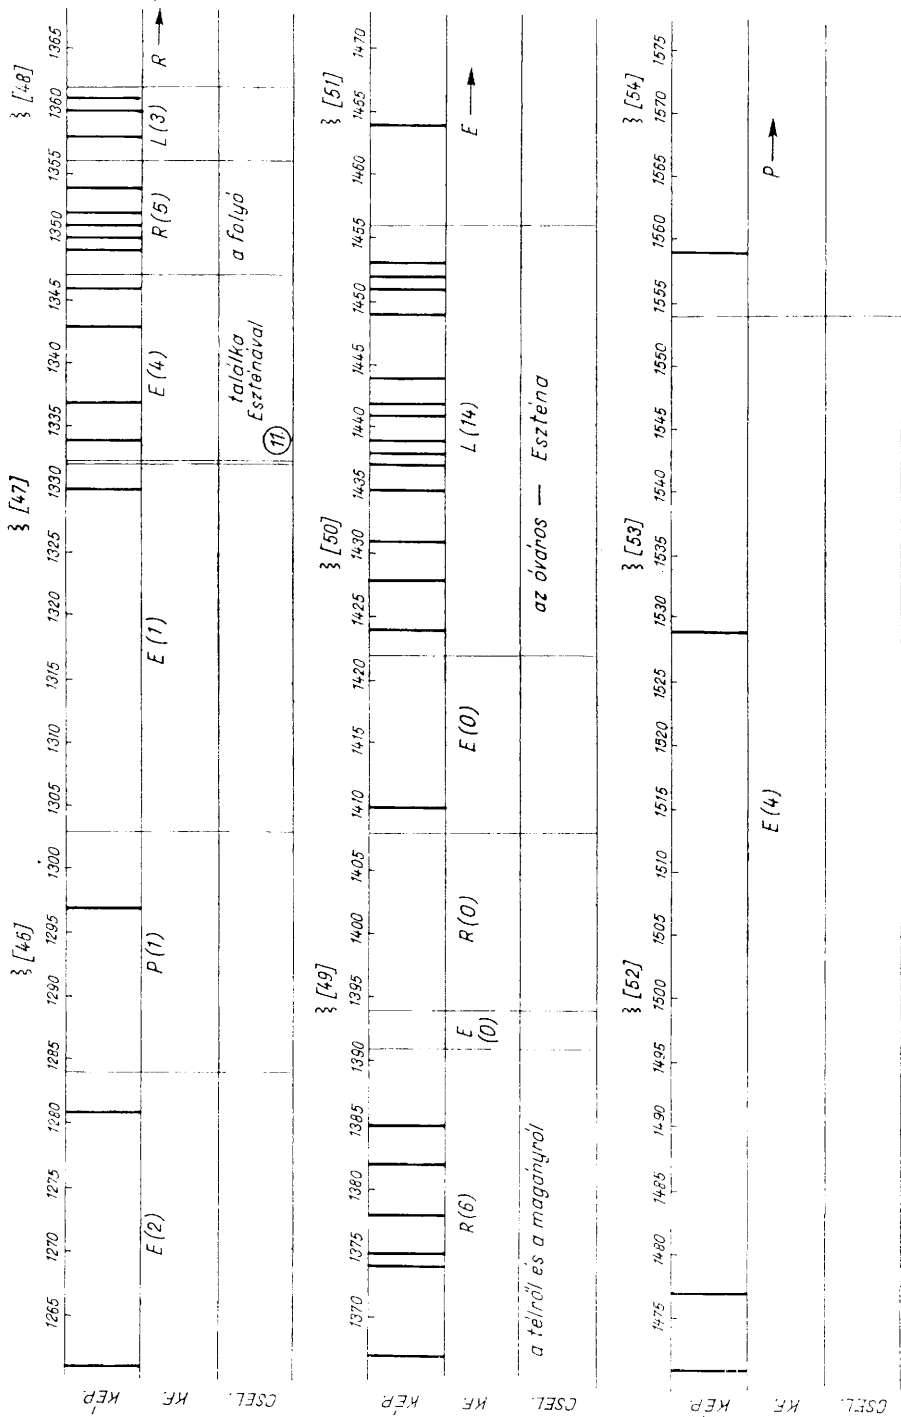 } [46] } [47] } [48]
1265 1270 1275 1280 1285 1290 1295 1300 1305 1310 1315 1320 1325 1330 1335 1340 1345 1350 1355 1360 1365
KÉP.
KF. E(2) P(1) E(1) E(4) R(5) L(3) R →
CSEL. 11. találka Eszténával a folyó
} [49] } [50] } [51]
1370 1375 1380 1385 1390 1395 1400 1405 1410 1415 1420 1425 1430 1435 1440 1445 1450 1455 1460 1465 1470
KÉP.
KF. R(6) E(0) R(0) E(0) L(14) E →
CSEL. a télről és a magányról az óváros — Eszténa
} [52] } [53] } [54]
1475 1480 1485 1490 1495 1500 1505 1510 1515 1520 1525 1530 1535 1540 1545 1550 1555 1560 1565 1570 1575
KÉP.
KF. E(4) P →
CSEL.